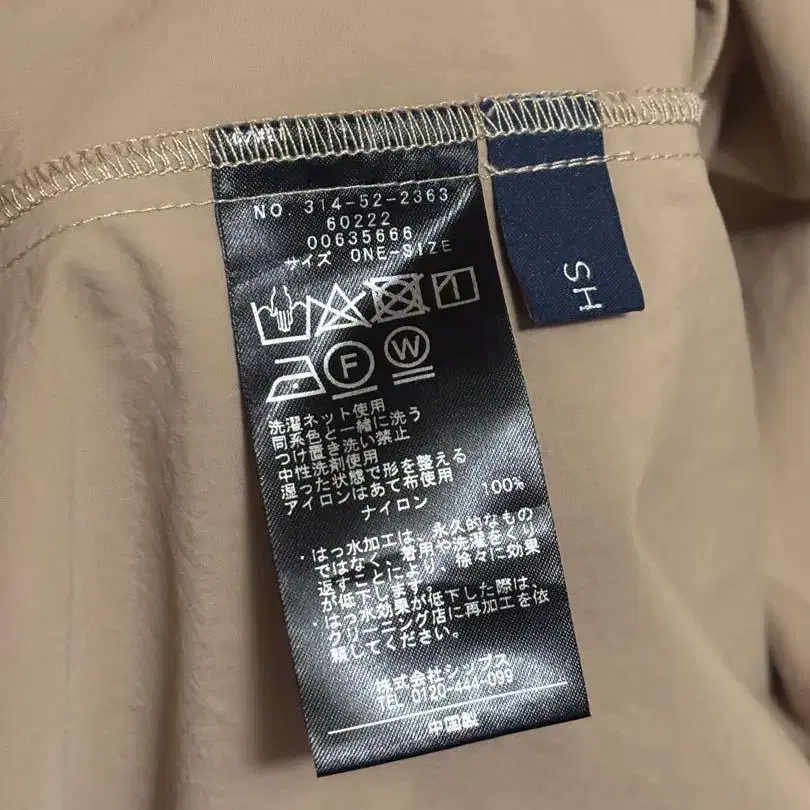 NO. 314-52-2363
60222
00635666
サイズ ONE-SIZE
F W
洗濯ネット使用
同系色と一緒に洗う
つけ置き洗い禁止
中性洗剤使用
湿った状態で形を整える
アイロンはあて布使用
ナイロン 100%
・はっ水加工は、永久的なもの
ではなく、着用や洗濯をくり
返すことにより、徐々に効果
が低下します。
・はっ水効果が低下した際は、
クリーニング店に再加工を依
頼してください。
株式会社シップス
TEL 0120-444-099
中国製
SH